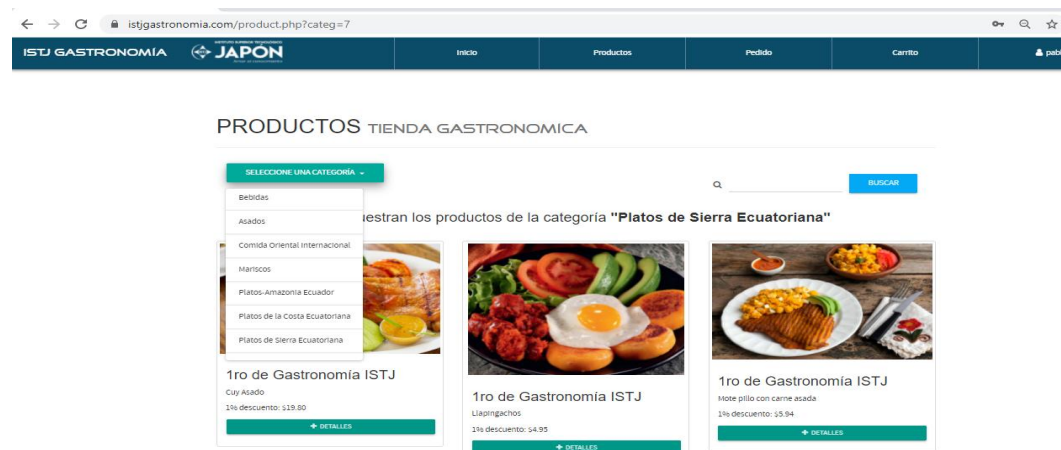 istjgastronomia.com/product.php?categ=7
ISTJ GASTRONOMÍA
JAPÓN
Inicio
Productos
Pedido
Carrito
pabl
PRODUCTOS TIENDA GASTRONOMICA
SELECCIONE UNA CATEGORÍA
BUSCAR
Bebidas
Asados
Comida Oriental Internacional
Mariscos
Platos-Amazonia Ecuador
Platos de la Costa Ecuatoriana
Platos de Sierra Ecuatoriana
uestran los productos de la categoría "Platos de Sierra Ecuatoriana"
1ro de Gastronomía ISTJ
Cuy Asado
1% descuento: $19.80
+ DETALLES
1ro de Gastronomía ISTJ
Llapingachos
1% descuento: $4.95
+ DETALLES
1ro de Gastronomía ISTJ
Mote pillo con carne asada
1% descuento: $5.94
+ DETALLES